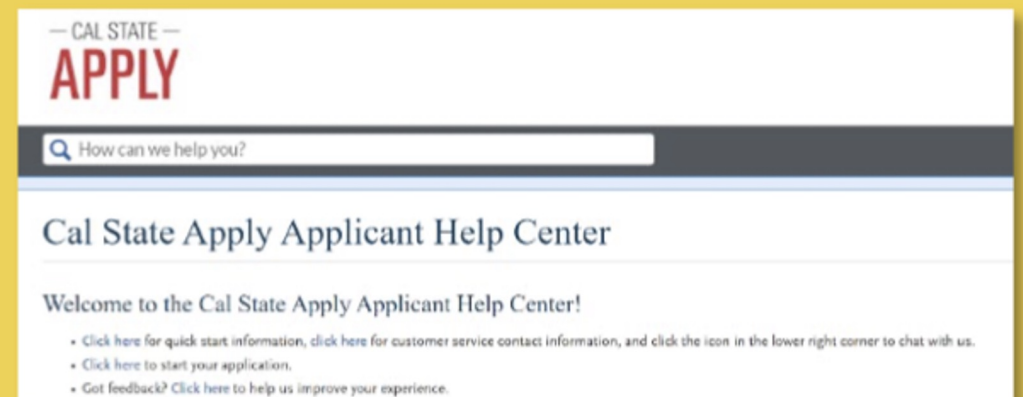 — CAL STATE —
APPLY
How can we help you?
Cal State Apply Applicant Help Center
Welcome to the Cal State Apply Applicant Help Center!
• Click here for quick start information, click here for customer service contact information, and click the icon in the lower right corner to chat with us.
• Click here to start your application.
• Got feedback? Click here to help us improve your experience.